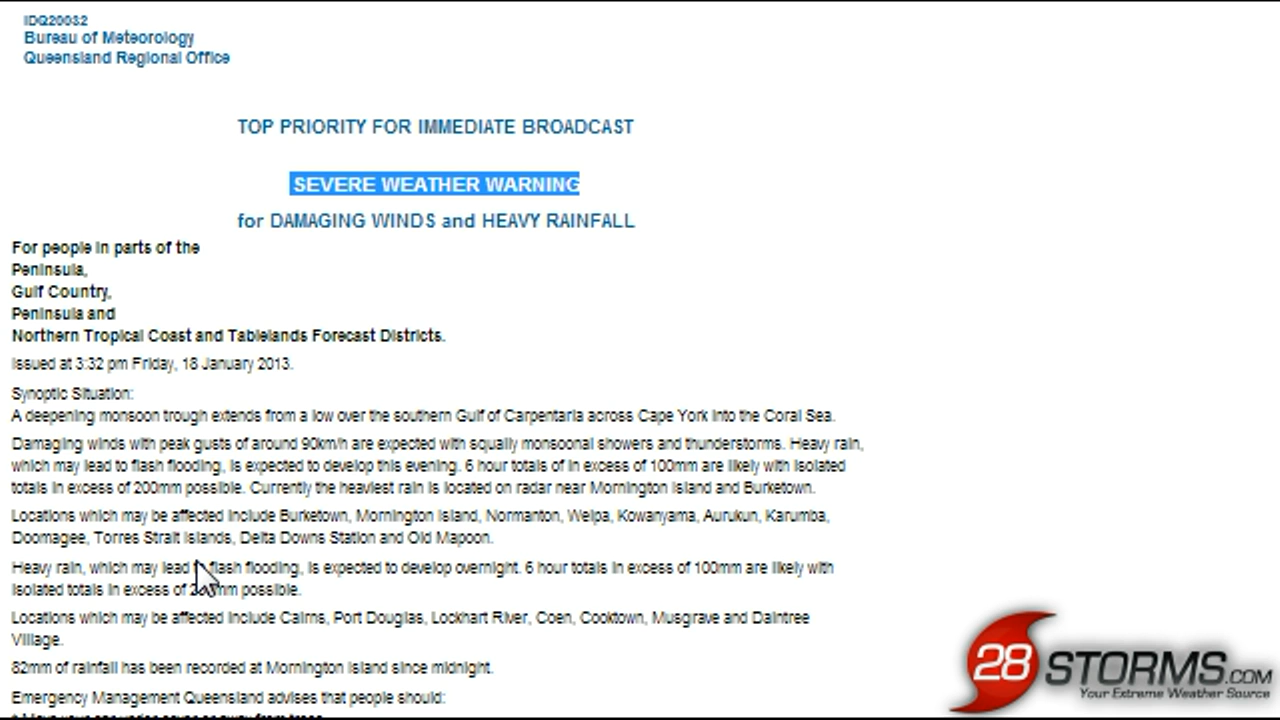 IDQ20032
Bureau of Meteorology
Queensland Regional Office
TOP PRIORITY FOR IMMEDIATE BROADCAST
SEVERE WEATHER WARNING
for DAMAGING WINDS and HEAVY RAINFALL
For people in parts of the
Peninsula,
Gulf Country,
Peninsula and
Northern Tropical Coast and Tablelands Forecast Districts.
Issued at 3:32 pm Friday, 18 January 2013.
Synoptic Situation:
A deepening monsoon trough extends from a low over the southern Gulf of Carpentaria across Cape York into the Coral Sea.
Damaging winds with peak gusts of around 90km/h are expected with squally monsoonal showers and thunderstorms. Heavy rain,
which may lead to flash flooding, is expected to develop this evening. 6 hour totals of in excess of 100mm are likely with isolated
totals in excess of 200mm possible. Currently the heaviest rain is located on radar near Mornington Island and Burketown.
Locations which may be affected include Burketown, Mornington Island, Normanton, Weipa, Kowanyama, Aurukun, Karumba,
Doomagee, Torres Strait Islands, Delta Downs Station and Old Mapoon.
Heavy rain, which may lead flash flooding, is expected to develop overnight. 6 hour totals in excess of 100mm are likely with
isolated totals in excess of possible.
Locations which may be affected include Cairns, Port Douglas, Lockhart River, Coen, Cooktown, Musgrave and Daintree
Village.
82mm of rainfall has been recorded at Mornington Island since midnight.
Emergency Management Queensland advises that people should:
28 STORMS.COM
Your Extreme Weather Source